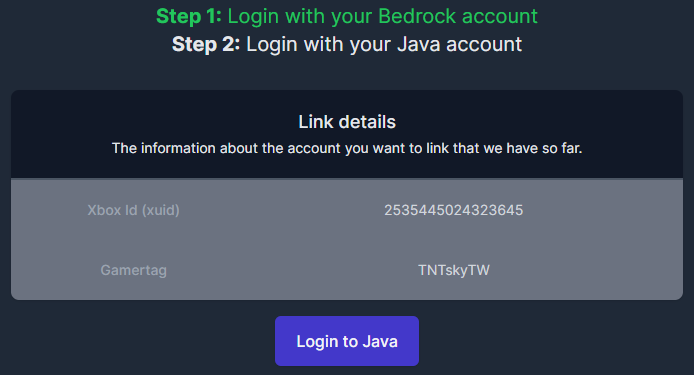 Step 1: Login with your Bedrock account
Step 2: Login with your Java account
Link details
The information about the account you want to link that we have so far.
Xbox Id (xuid) 2535445024323645
Gamertag TNTskyTW
Login to Java